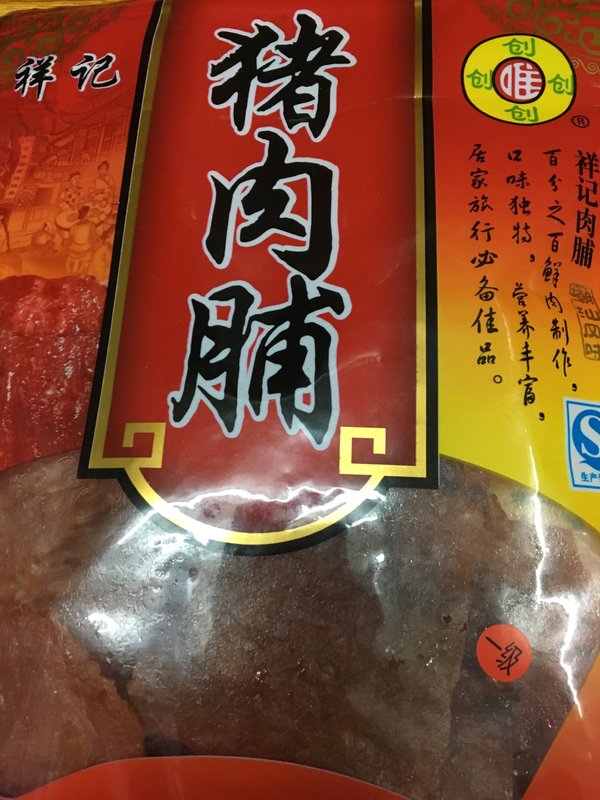 祥记
猪肉脯
创
创 唯 创
创
®
祥记肉脯
百分之百鲜肉制作，
口味独特，营养丰富，
居家旅行必备佳品。
S
生产